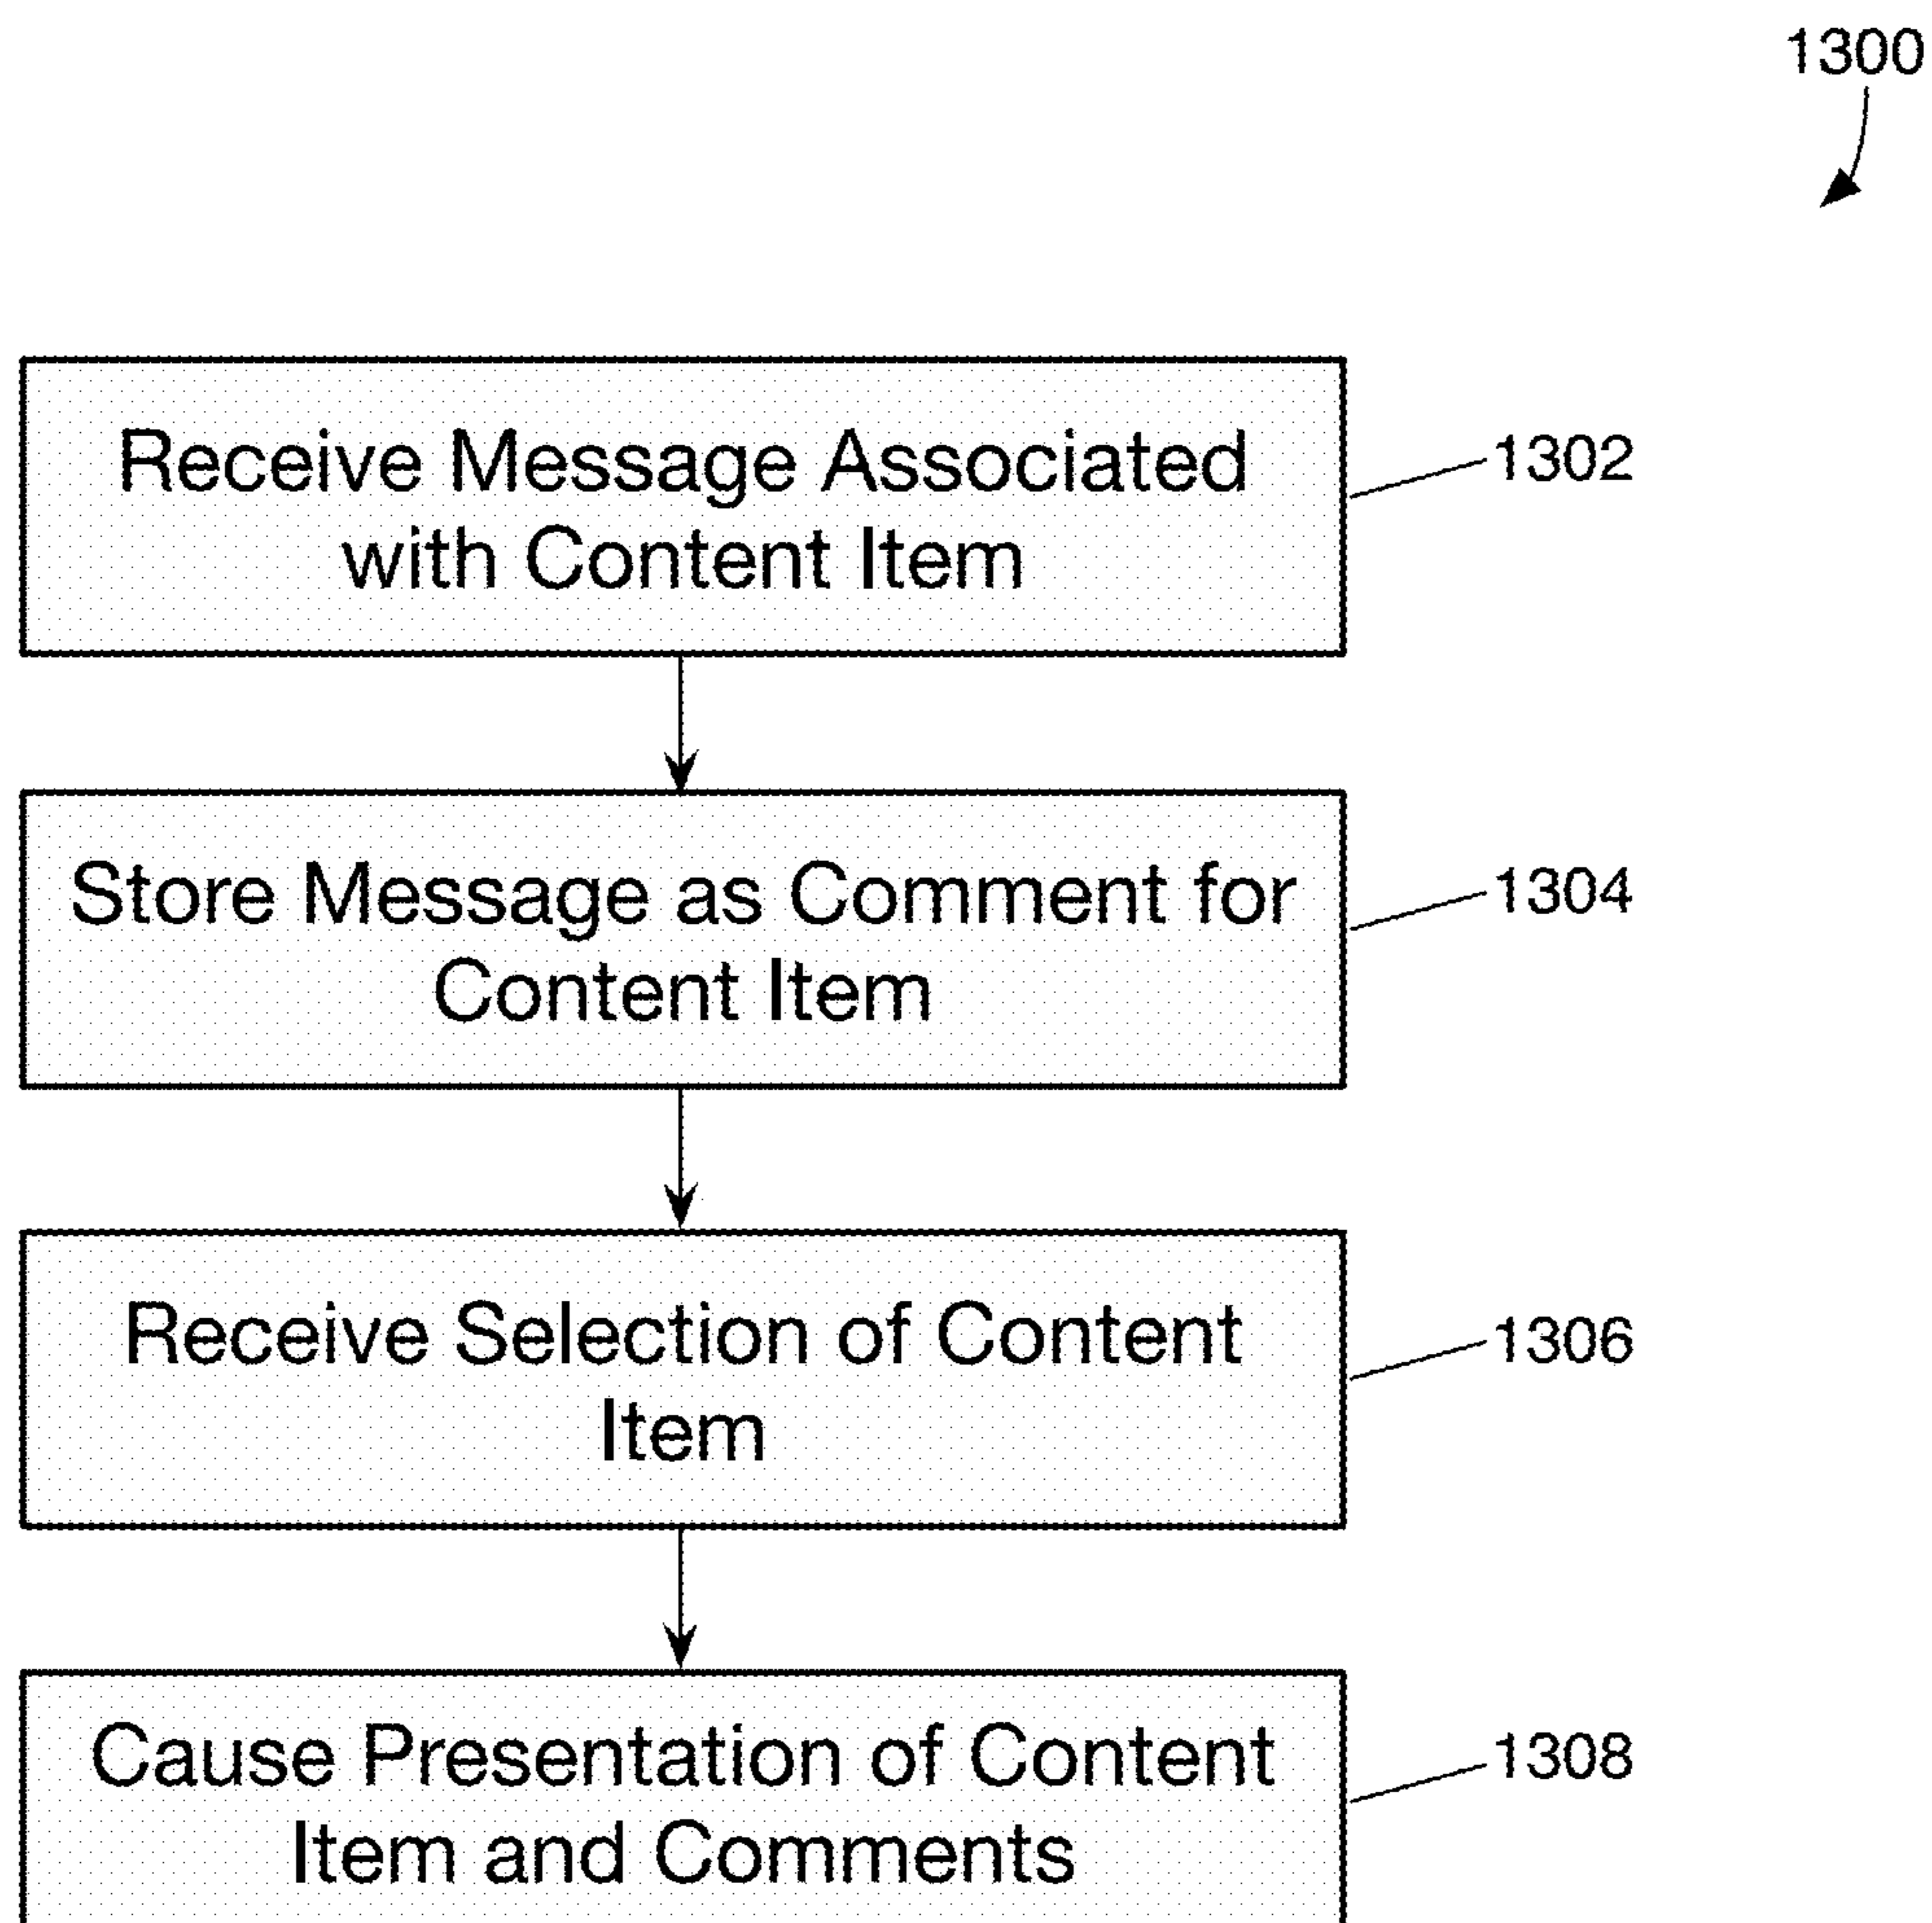 1300
Receive Message Associated
with Content Item
1302
Store Message as Comment for
Content Item
1304
Receive Selection of Content
Item
1306
Cause Presentation of Content
Item and Comments
1308